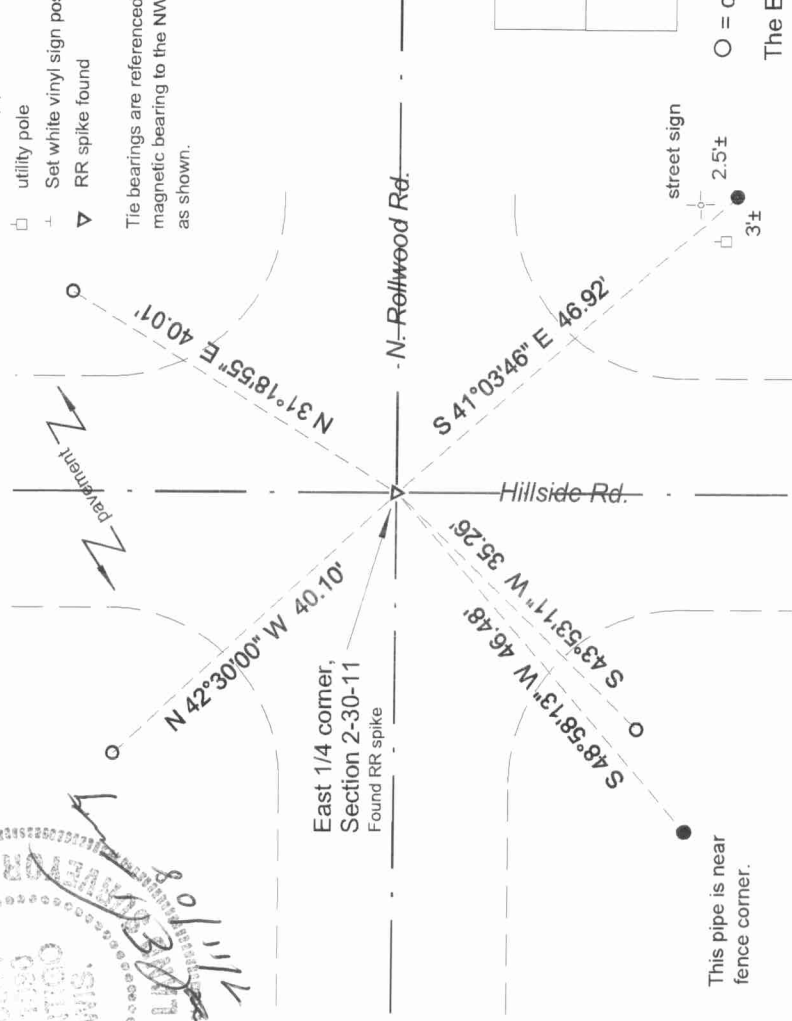 utility pole
Set white vinyl sign
RR spike found
Tie bearings are referenced
magnetic bearing to the
as shown.
pavement
N 31°18'55" E 40.01'
N 42°30'00" W 40.10'
N. Rollwood Rd.
Hillside Rd.
East 1/4 corner,
Section 2-30-11
Found RR spike
S 41°03'46" E 46.92'
S 43°53'11" W 35.26'
S 48°58'13" W 46.48'
street sign
2.5'±
3'±
This pipe is near
fence corner.
O =
The
SURVEYOR
WIS.